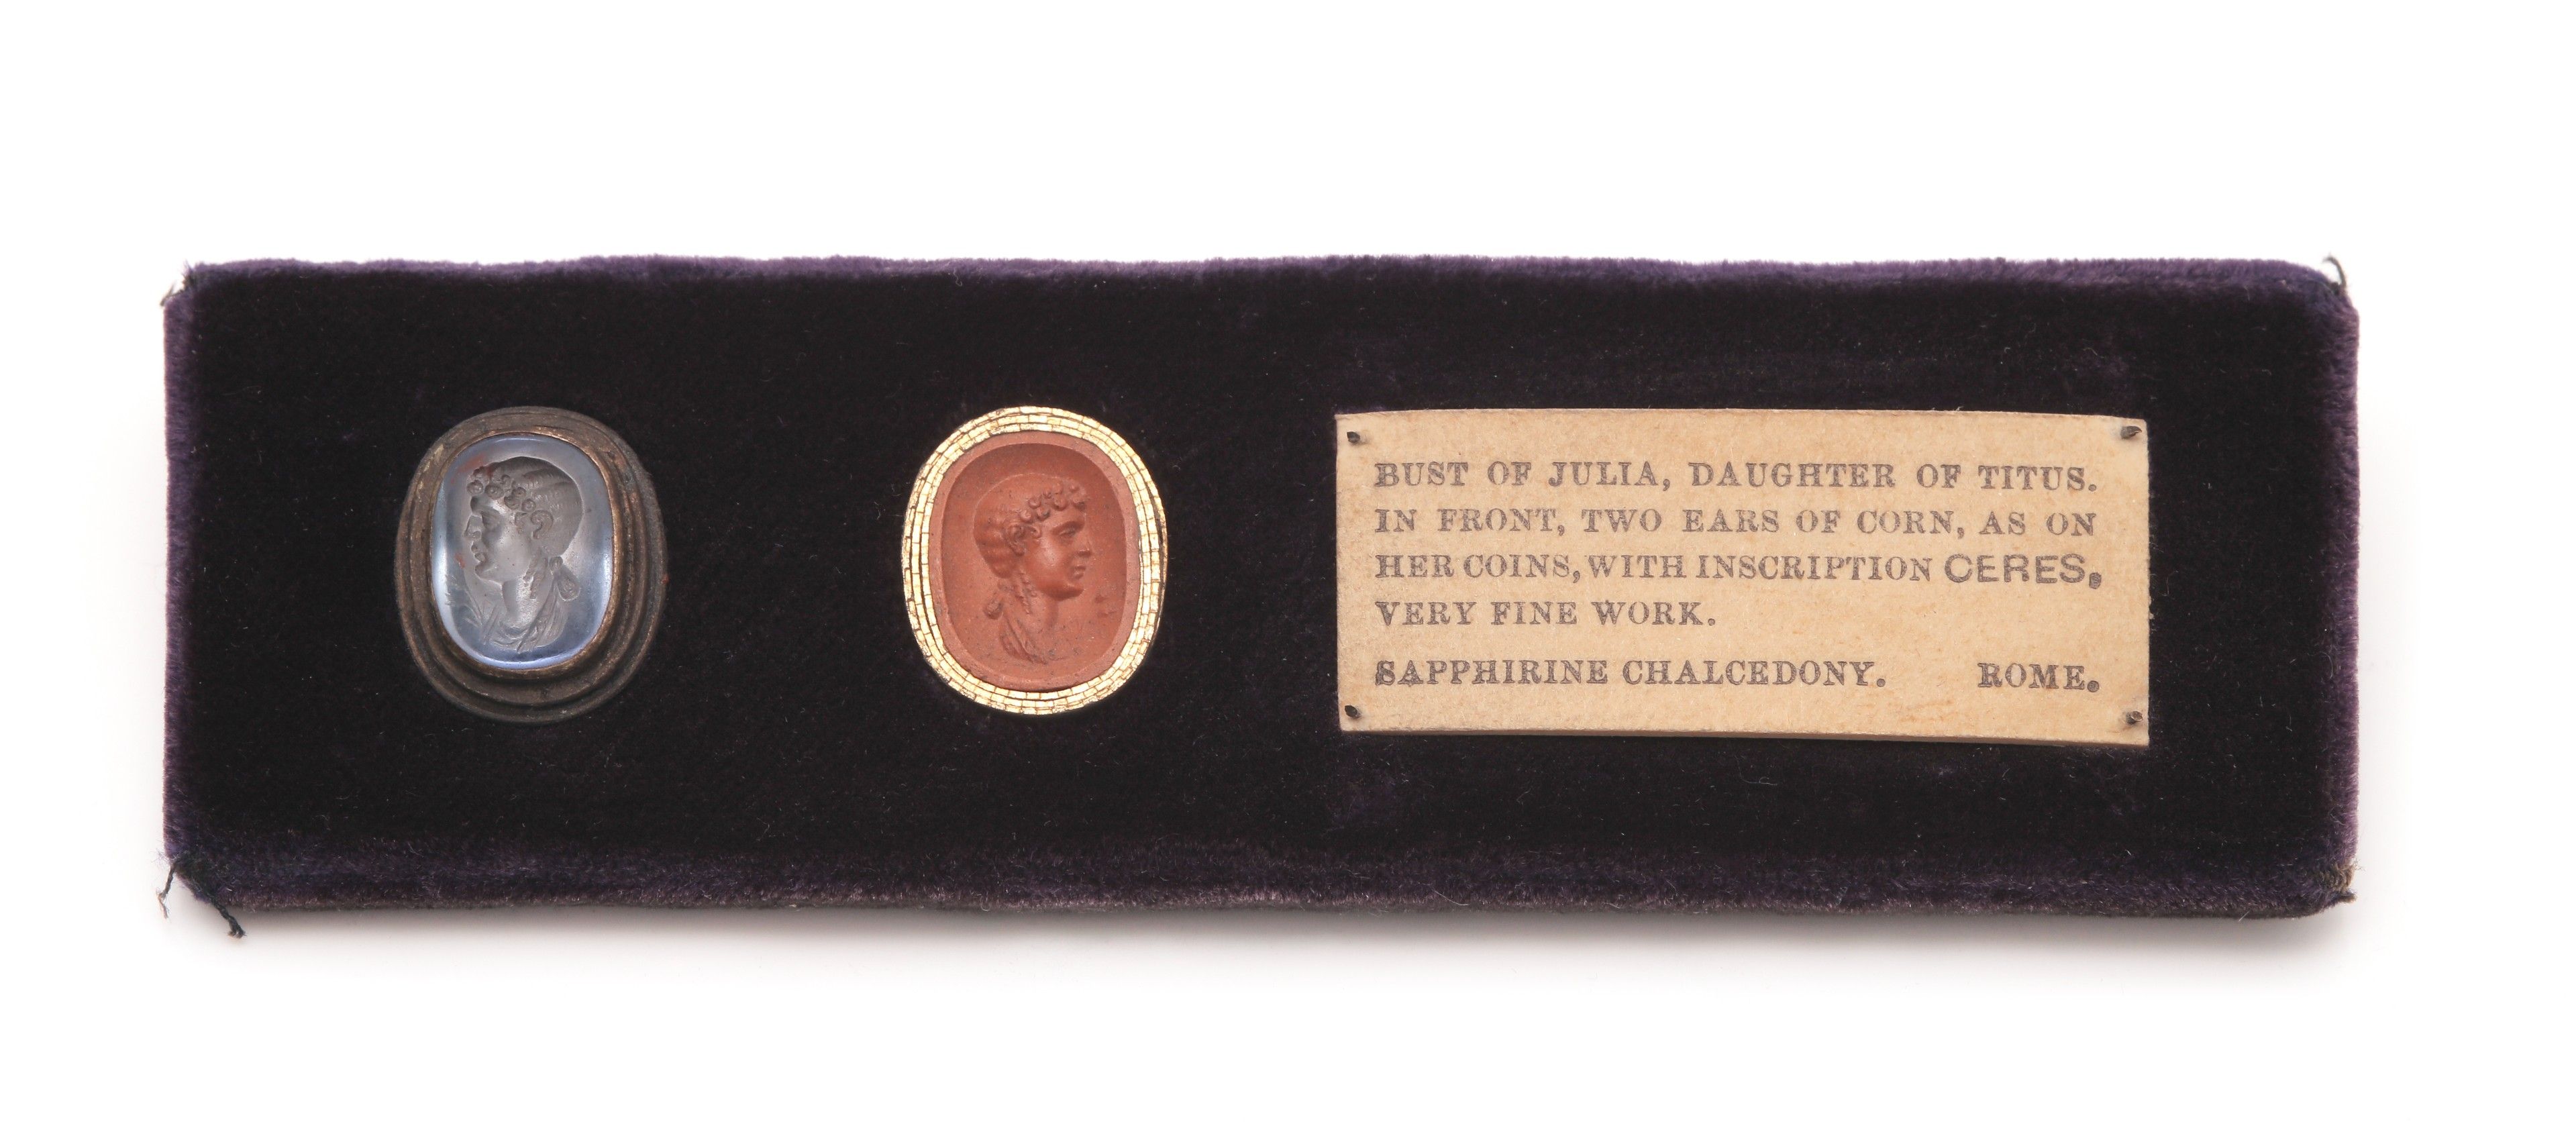 BUST OF JULIA, DAUGHTER OF TITUS.
IN FRONT, TWO EARS OF CORN, AS ON
HER COINS, WITH INSCRIPTION CERES.
VERY FINE WORK.
SAPPHIRINE CHALCEDONY. ROME.